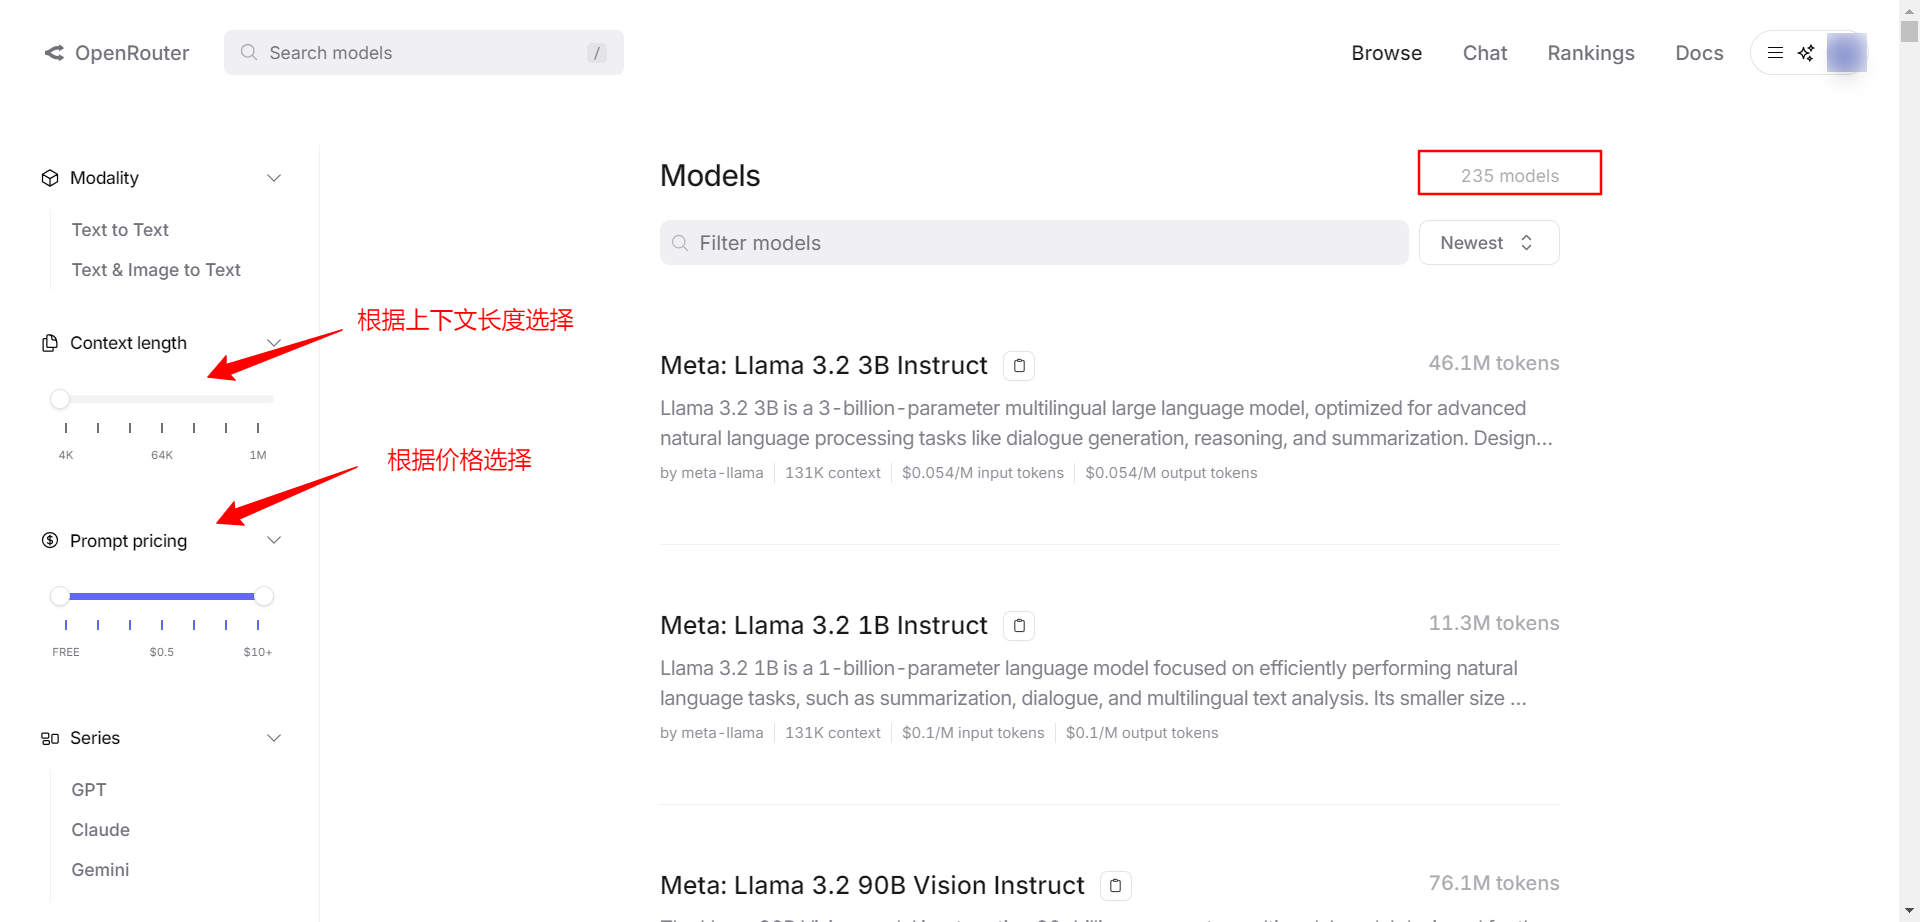 OpenRouter
Search models
/
Browse
Chat
Rankings
Docs
Modality
Text to Text
Text & Image to Text
Context length
4K
64K
1M
根据上下文长度选择
Prompt pricing
FREE
$0.5
$10+
根据价格选择
Series
GPT
Claude
Gemini
Models
235 models
Filter models
Newest
Meta: Llama 3.2 3B Instruct
46.1M tokens
Llama 3.2 3B is a 3-billion-parameter multilingual large language model, optimized for advanced
natural language processing tasks like dialogue generation, reasoning, and summarization. Design...
by meta-llama
131K context
$0.054/M input tokens
$0.054/M output tokens
Meta: Llama 3.2 1B Instruct
11.3M tokens
Llama 3.2 1B is a 1-billion-parameter language model focused on efficiently performing natural
language tasks, such as summarization, dialogue, and multilingual text analysis. Its smaller size ...
by meta-llama
131K context
$0.1/M input tokens
$0.1/M output tokens
Meta: Llama 3.2 90B Vision Instruct
76.1M tokens